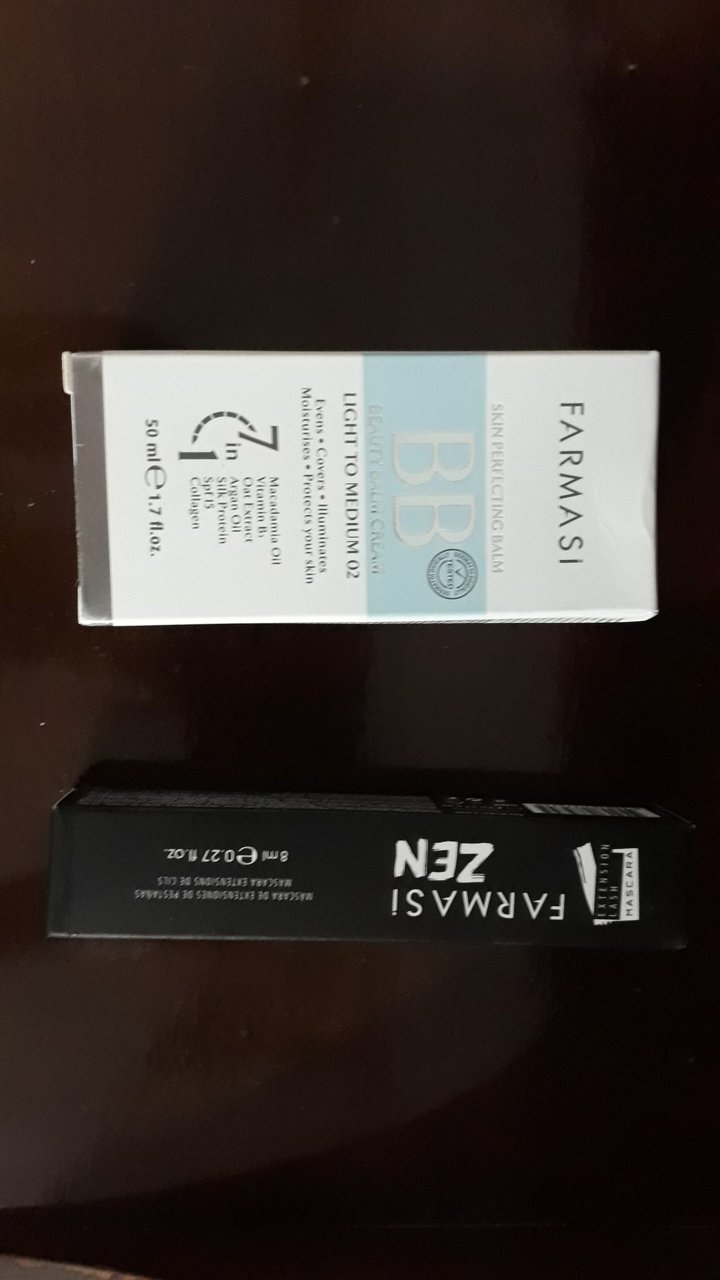 FARMASi
SKIN PERFECTING BALM
BB
DERMATOLOGICALLY
TESTED
BEAUTY BALM CREAM
LIGHT TO MEDIUM 02
Evens • Covers • Illuminates
Moisturises • Protects your skin
7 in 1
Macadamia Oil
Vitamin B₃
Oat Extract
Argan Oil
Silk Protein
Spf 15
Collagen
50 ml e 1.7 fl.oz.
EXTENSION
LASH
MASCARA
FARMASi
ZEN
MASCARA DE EXTENSIONES DE PESTAÑAS
MASCARA EXTENSIONS DE CILS
8 ml e 0.27 fl.oz.